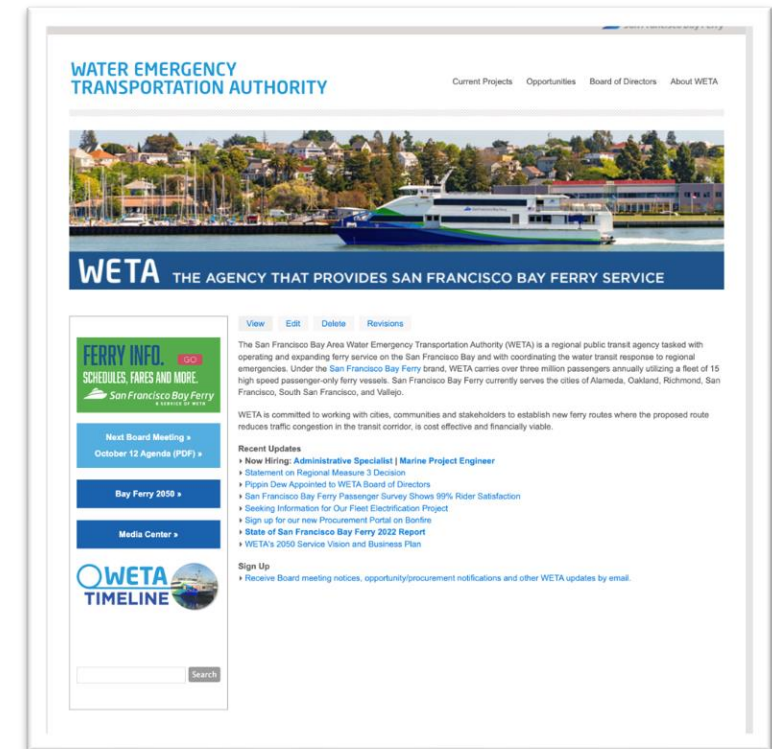 San Francisco Bay Ferry
WATER EMERGENCY
TRANSPORTATION AUTHORITY
Current Projects Opportunities Board of Directors About WETA
San Francisco Bay Ferry
WETA THE AGENCY THAT PROVIDES SAN FRANCISCO BAY FERRY SERVICE
FERRY INFO. GO
SCHEDULES, FARES AND MORE.
San Francisco Bay Ferry
A SERVICE OF WETA
Next Board Meeting »
October 12 Agenda (PDF) »
Bay Ferry 2050 »
Media Center »
WETA
TIMELINE
Search
View Edit Delete Revisions
The San Francisco Bay Area Water Emergency Transportation Authority (WETA) is a regional public transit agency tasked with
operating and expanding ferry service on the San Francisco Bay and with coordinating the water transit response to regional
emergencies. Under the San Francisco Bay Ferry brand, WETA carries over three million passengers annually utilizing a fleet of 15
high speed passenger-only ferry vessels. San Francisco Bay Ferry currently serves the cities of Alameda, Oakland, Richmond, San
Francisco, South San Francisco, and Vallejo.
WETA is committed to working with cities, communities and stakeholders to establish new ferry routes where the proposed route
reduces traffic congestion in the transit corridor, is cost effective and financially viable.
Recent Updates
Now Hiring: Administrative Specialist | Marine Project Engineer
Statement on Regional Measure 3 Decision
Pippin Dew Appointed to WETA Board of Directors
San Francisco Bay Ferry Passenger Survey Shows 99% Rider Satisfaction
Seeking Information for Our Fleet Electrification Project
Sign up for our new Procurement Portal on Bonfire
State of San Francisco Bay Ferry 2022 Report
WETA's 2050 Service Vision and Business Plan
Sign Up
Receive Board meeting notices, opportunity/procurement notifications and other WETA updates by email.